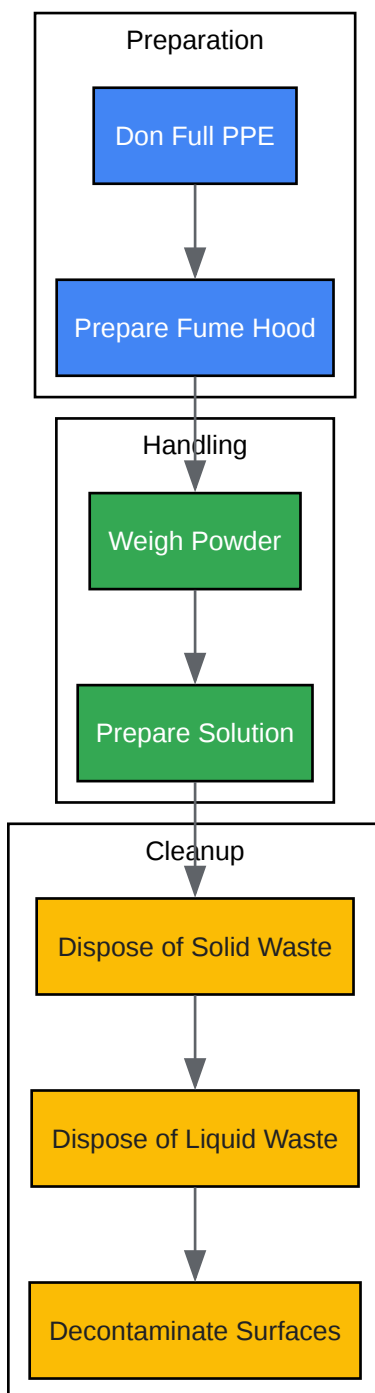 Preparation
Don Full PPE
Prepare Fume Hood
Handling
Weigh Powder
Prepare Solution
Cleanup
Dispose of Solid Waste
Dispose of Liquid Waste
Decontaminate Surfaces